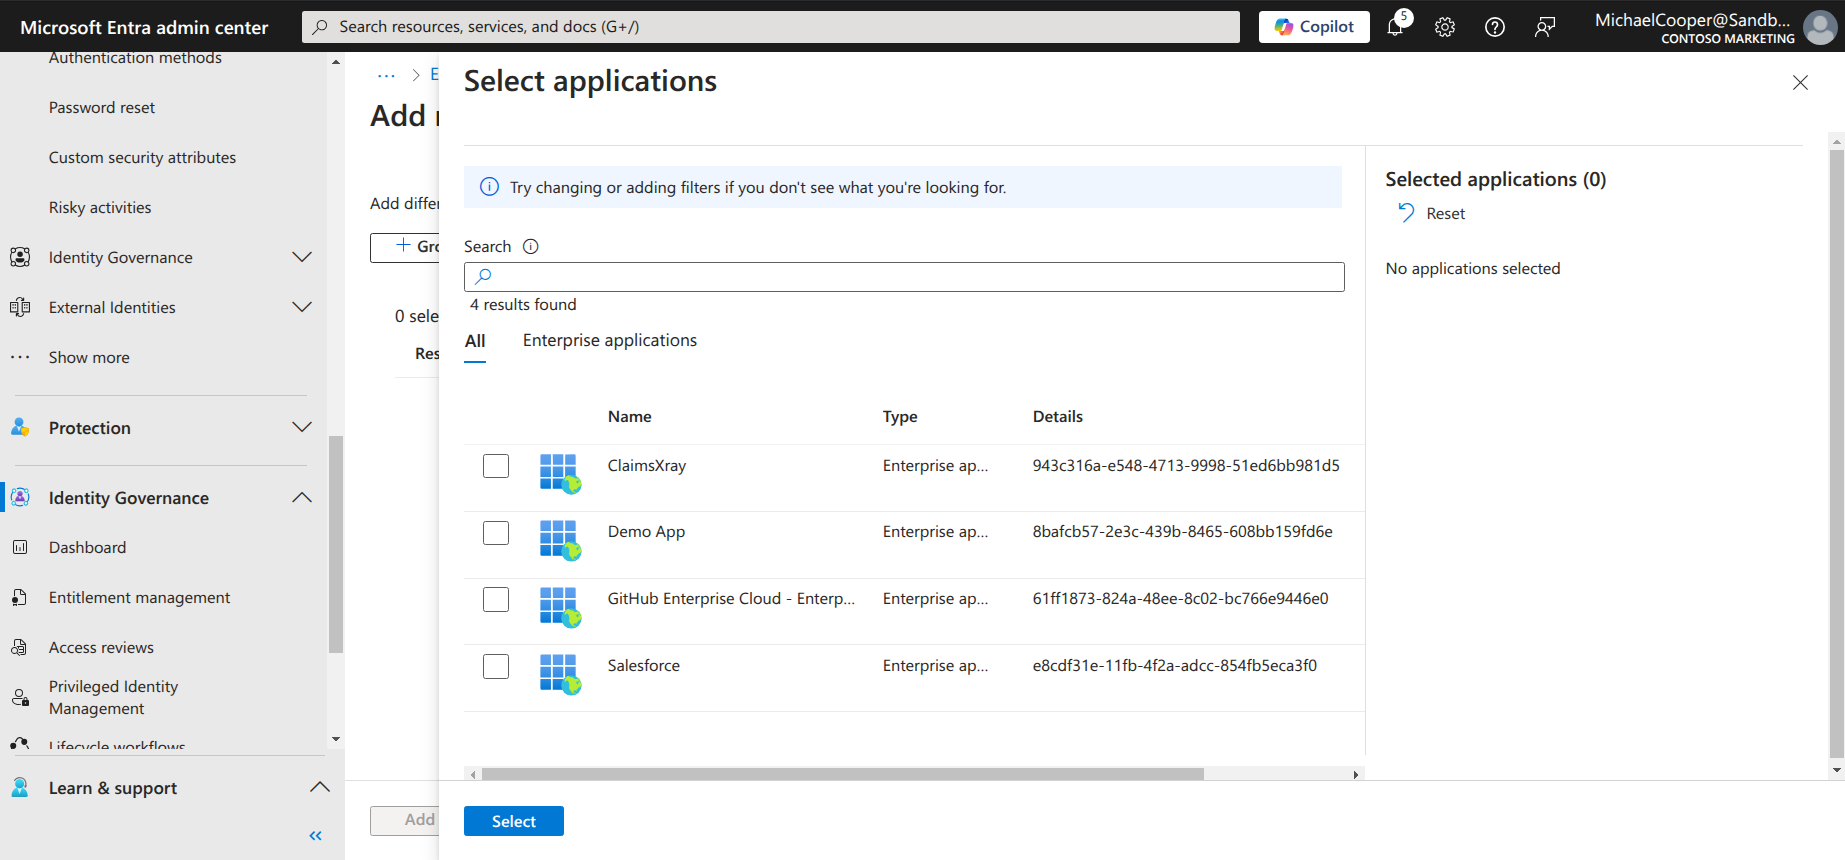 Microsoft Entra admin center
Search resources, services, and docs (G+/)
Copilot
5
MichaelCooper@Sandb...
CONTOSO MARKETING
Authentication methods
Password reset
Custom security attributes
Risky activities
Identity Governance
External Identities
Show more
Protection
Identity Governance
Dashboard
Entitlement management
Access reviews
Privileged Identity
Management
Lifecycle workflows
Learn & support
... > E
Add
Add differ
+ Gro
0 sele
Res
Add
Select applications
Try changing or adding filters if you don't see what you're looking for.
Search
4 results found
All Enterprise applications
Name Type Details
ClaimsXray Enterprise ap... 943c316a-e548-4713-9998-51ed6bb981d5
Demo App Enterprise ap... 8bafcb57-2e3c-439b-8465-608bb159fd6e
GitHub Enterprise Cloud - Enterp... Enterprise ap... 61ff1873-824a-48ee-8c02-bc766e9446e0
Salesforce Enterprise ap... e8cdf31e-11fb-4f2a-adcc-854fb5eca3f0
Select
Selected applications (0)
Reset
No applications selected